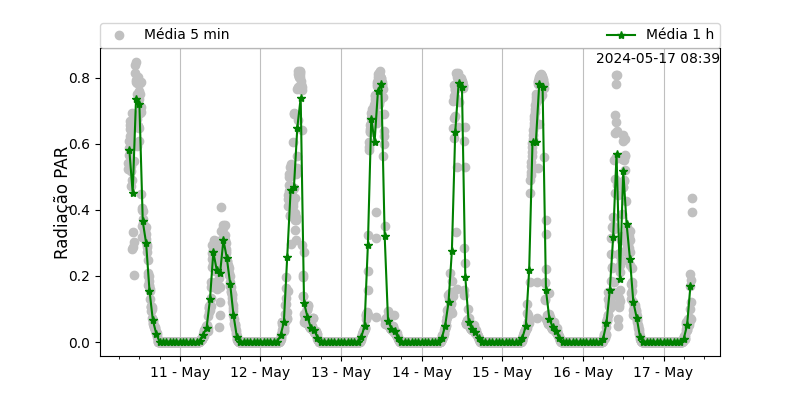 Média 5 min
Média 1 h
2024-05-17 08:39
Radiação PAR
0.8
0.6
0.4
0.2
0.0
11 - May
12 - May
13 - May
14 - May
15 - May
16 - May
17 - May